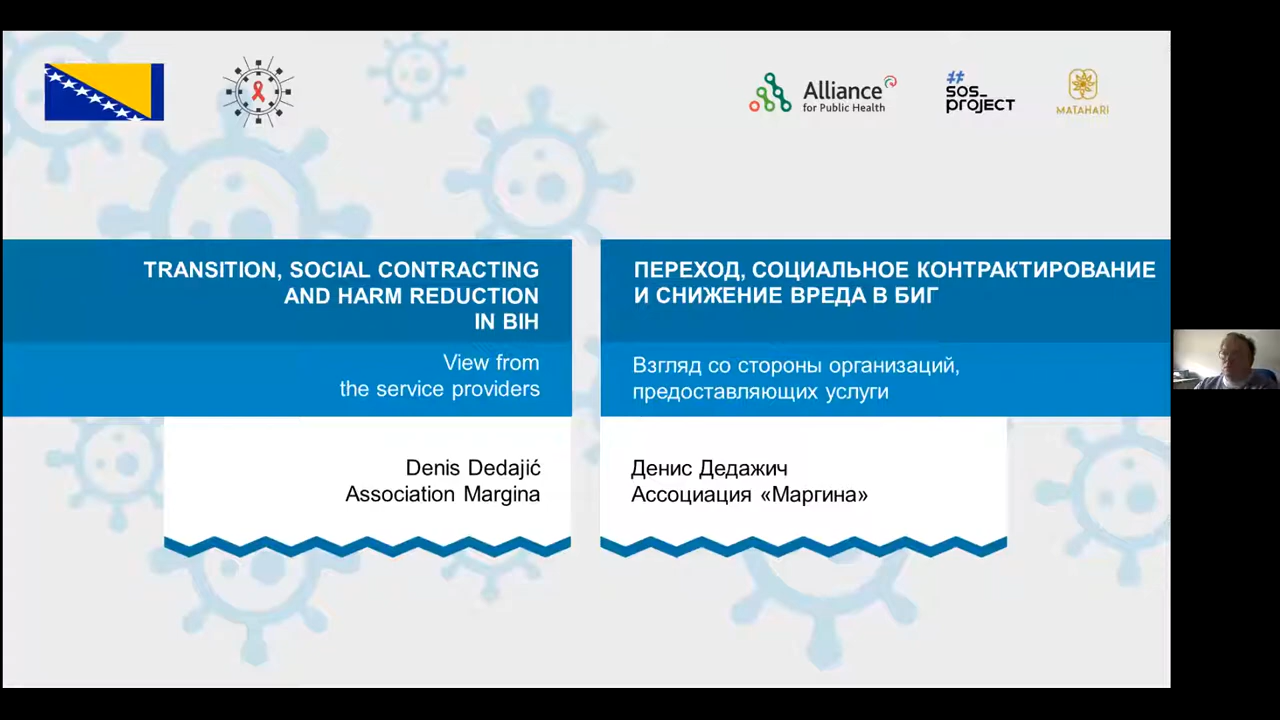 Alliance
for Public Health
##
sos_
project
MATAHARI
TRANSITION, SOCIAL CONTRACTING
AND HARM REDUCTION
IN BIH
View from
the service providers
Denis Dedajić
Association Margina
ПЕРЕХОД, СОЦИАЛЬНОЕ КОНТРАКТИРОВАНИЕ
И СНИЖЕНИЕ ВРЕДА В БИГ
Взгляд со стороны организаций,
предоставляющих услуги
Денис Дедажич
Ассоциация «Маргина»